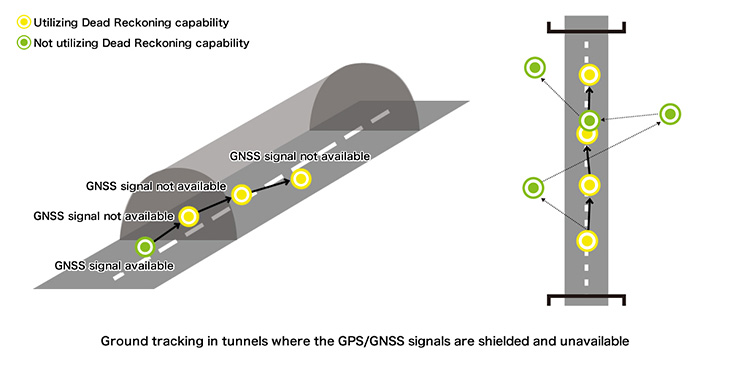 Utilizing Dead Reckoning capability
Not utilizing Dead Reckoning capability
GNSS signal not available
GNSS signal not available
GNSS signal not available
GNSS signal available
Ground tracking in tunnels where the GPS/GNSS signals are shielded and unavailable